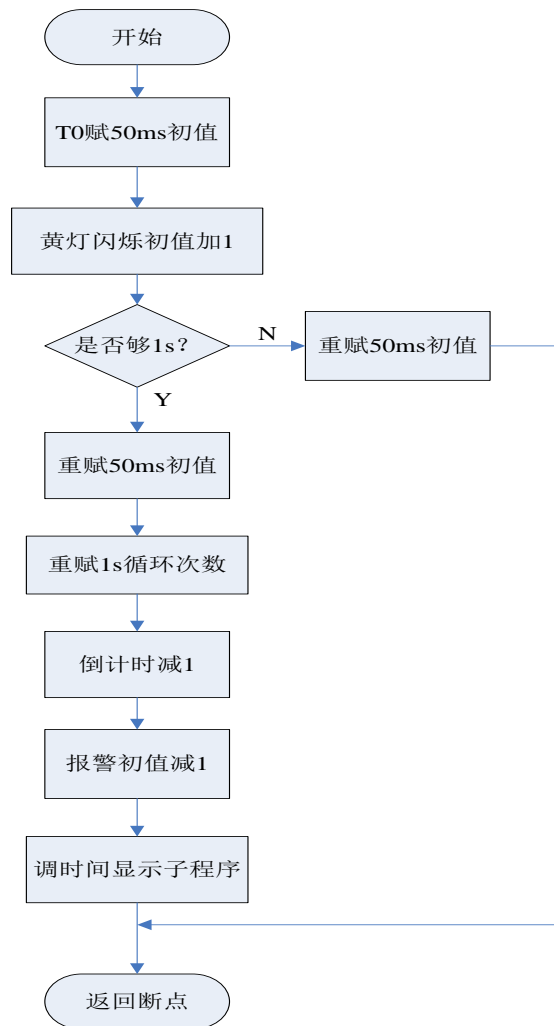 开始
T0赋50ms初值
黄灯闪烁初值加1
是否够1s?
N
重赋50ms初值
Y
重赋50ms初值
重赋1s循环次数
倒计时减1
报警初值减1
调时间显示子程序
返回断点